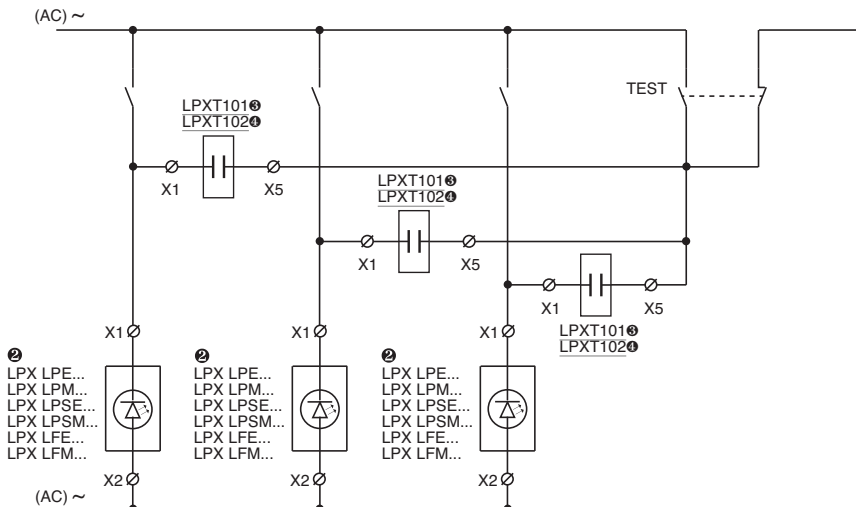 (AC) ~
TEST
LPXT101❸
LPXT102❹
X1
X5
LPXT101❸
LPXT102❹
X1
X5
X1
X5
LPXT101❸
LPXT102❹
X1
X1
X1
❷
LPX LPE...
LPX LPM...
LPX LPSE...
LPX LPSM...
LPX LFE...
LPX LFM...
❷
LPX LPE...
LPX LPM...
LPX LPSE...
LPX LPSM...
LPX LFE...
LPX LFM...
❷
LPX LPE...
LPX LPM...
LPX LPSE...
LPX LPSM...
LPX LFE...
LPX LFM...
X2
X2
X2
(AC) ~